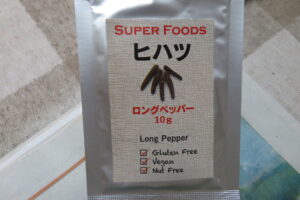 SUPER FOODS
ヒハツ
ロングペッパー
10g
Long Pepper
Gluten Free
Vegan
Nut Free